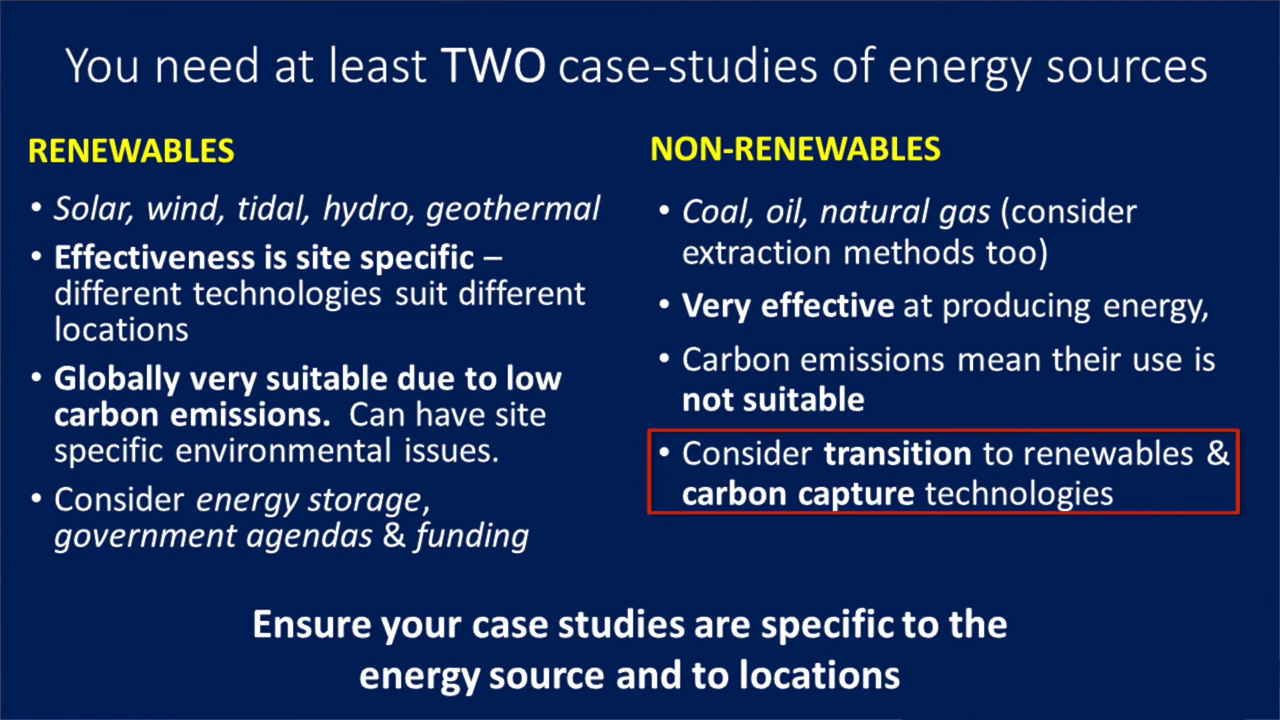 You need at least TWO case-studies of energy sources
RENEWABLES
• Solar, wind, tidal, hydro, geothermal
• Effectiveness is site specific –
different technologies suit different
locations
• Globally very suitable due to low
carbon emissions. Can have site
specific environmental issues.
• Consider energy storage,
government agendas & funding
NON-RENEWABLES
• Coal, oil, natural gas (consider
extraction methods too)
• Very effective at producing energy,
• Carbon emissions mean their use is
not suitable
• Consider transition to renewables &
carbon capture technologies
Ensure your case studies are specific to the
energy source and to locations